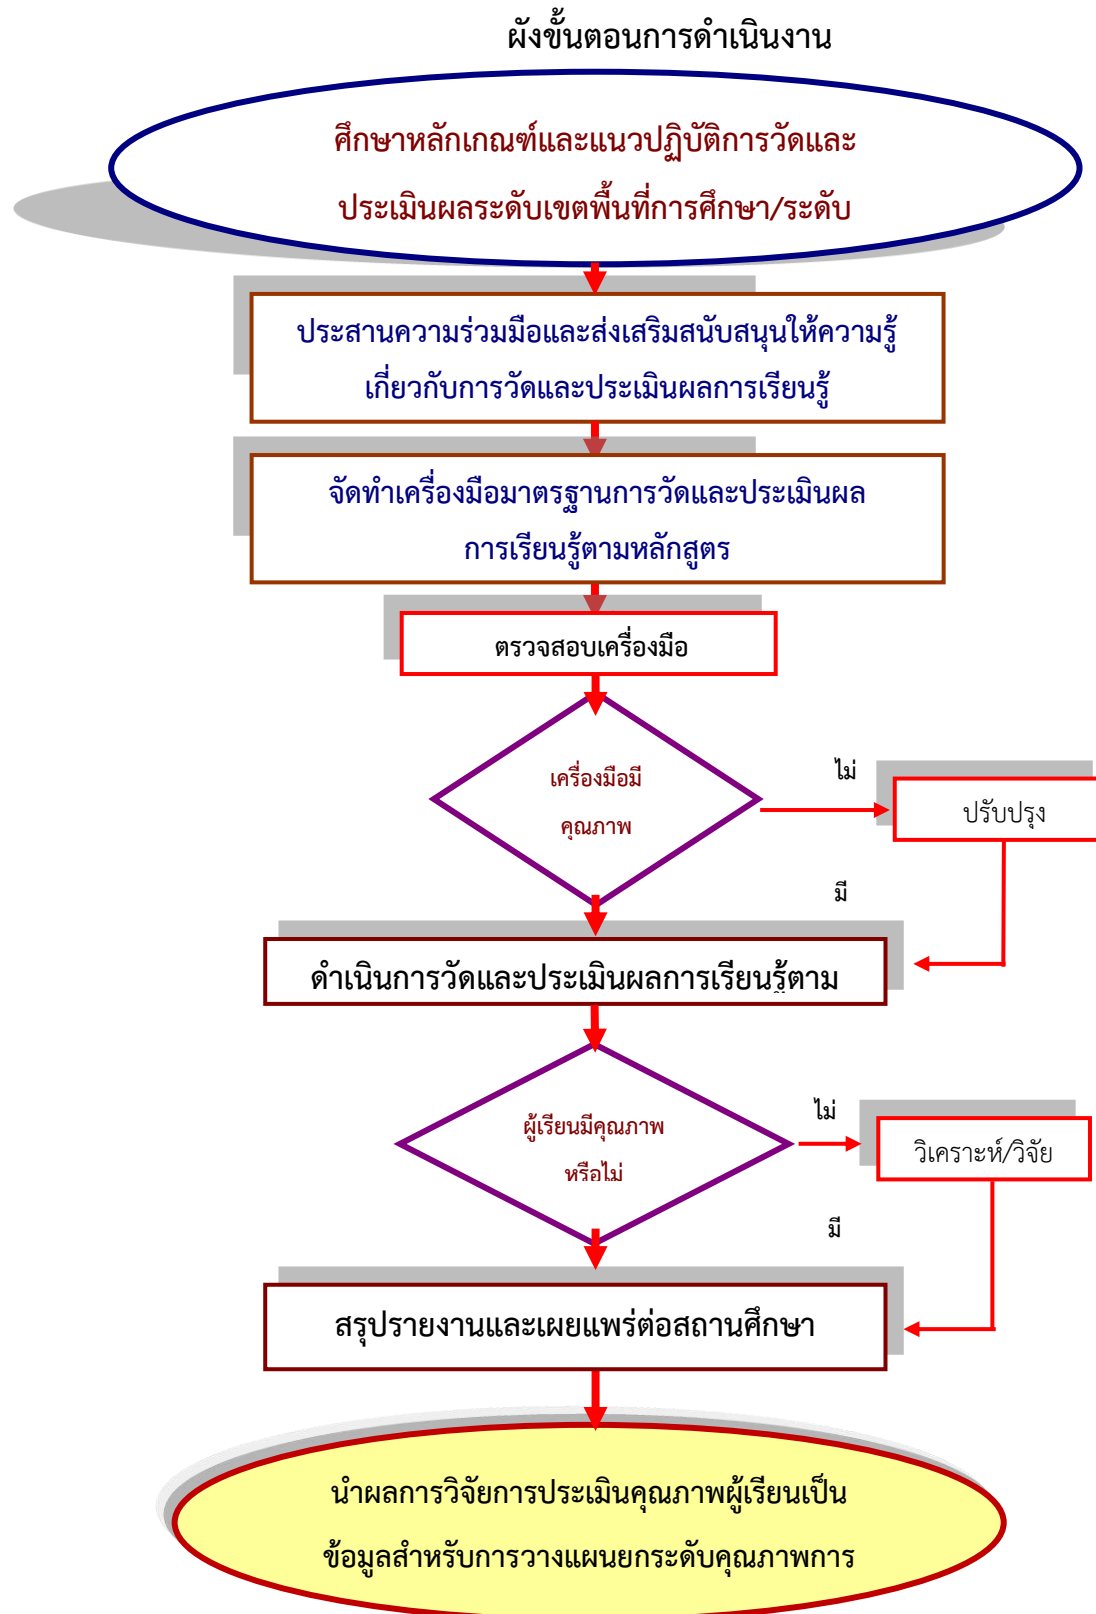 ผังขั้นตอนการดำเนินงาน
ศึกษาหลักเกณฑ์และแนวปฏิบัติการวัดและ
ประเมินผลระดับเขตพื้นที่การศึกษา/ระดับ
ประสานความร่วมมือและส่งเสริมสนับสนุนให้ความรู้
เกี่ยวกับการวัดและประเมินผลการเรียนรู้
จัดทำเครื่องมือมาตรฐานการวัดและประเมินผล
การเรียนรู้ตามหลักสูตร
ตรวจสอบเครื่องมือ
เครื่องมือมี
คุณภาพ
ไม่
ปรับปรุง
มี
ดำเนินการวัดและประเมินผลการเรียนรู้ตาม
ผู้เรียนมีคุณภาพ
หรือไม่
ไม่
วิเคราะห์/วิจัย
มี
สรุปรายงานและเผยแพร่ต่อสถานศึกษา
นำผลการวิจัยการประเมินคุณภาพผู้เรียนเป็น
ข้อมูลสำหรับการวางแผนยกระดับคุณภาพการ